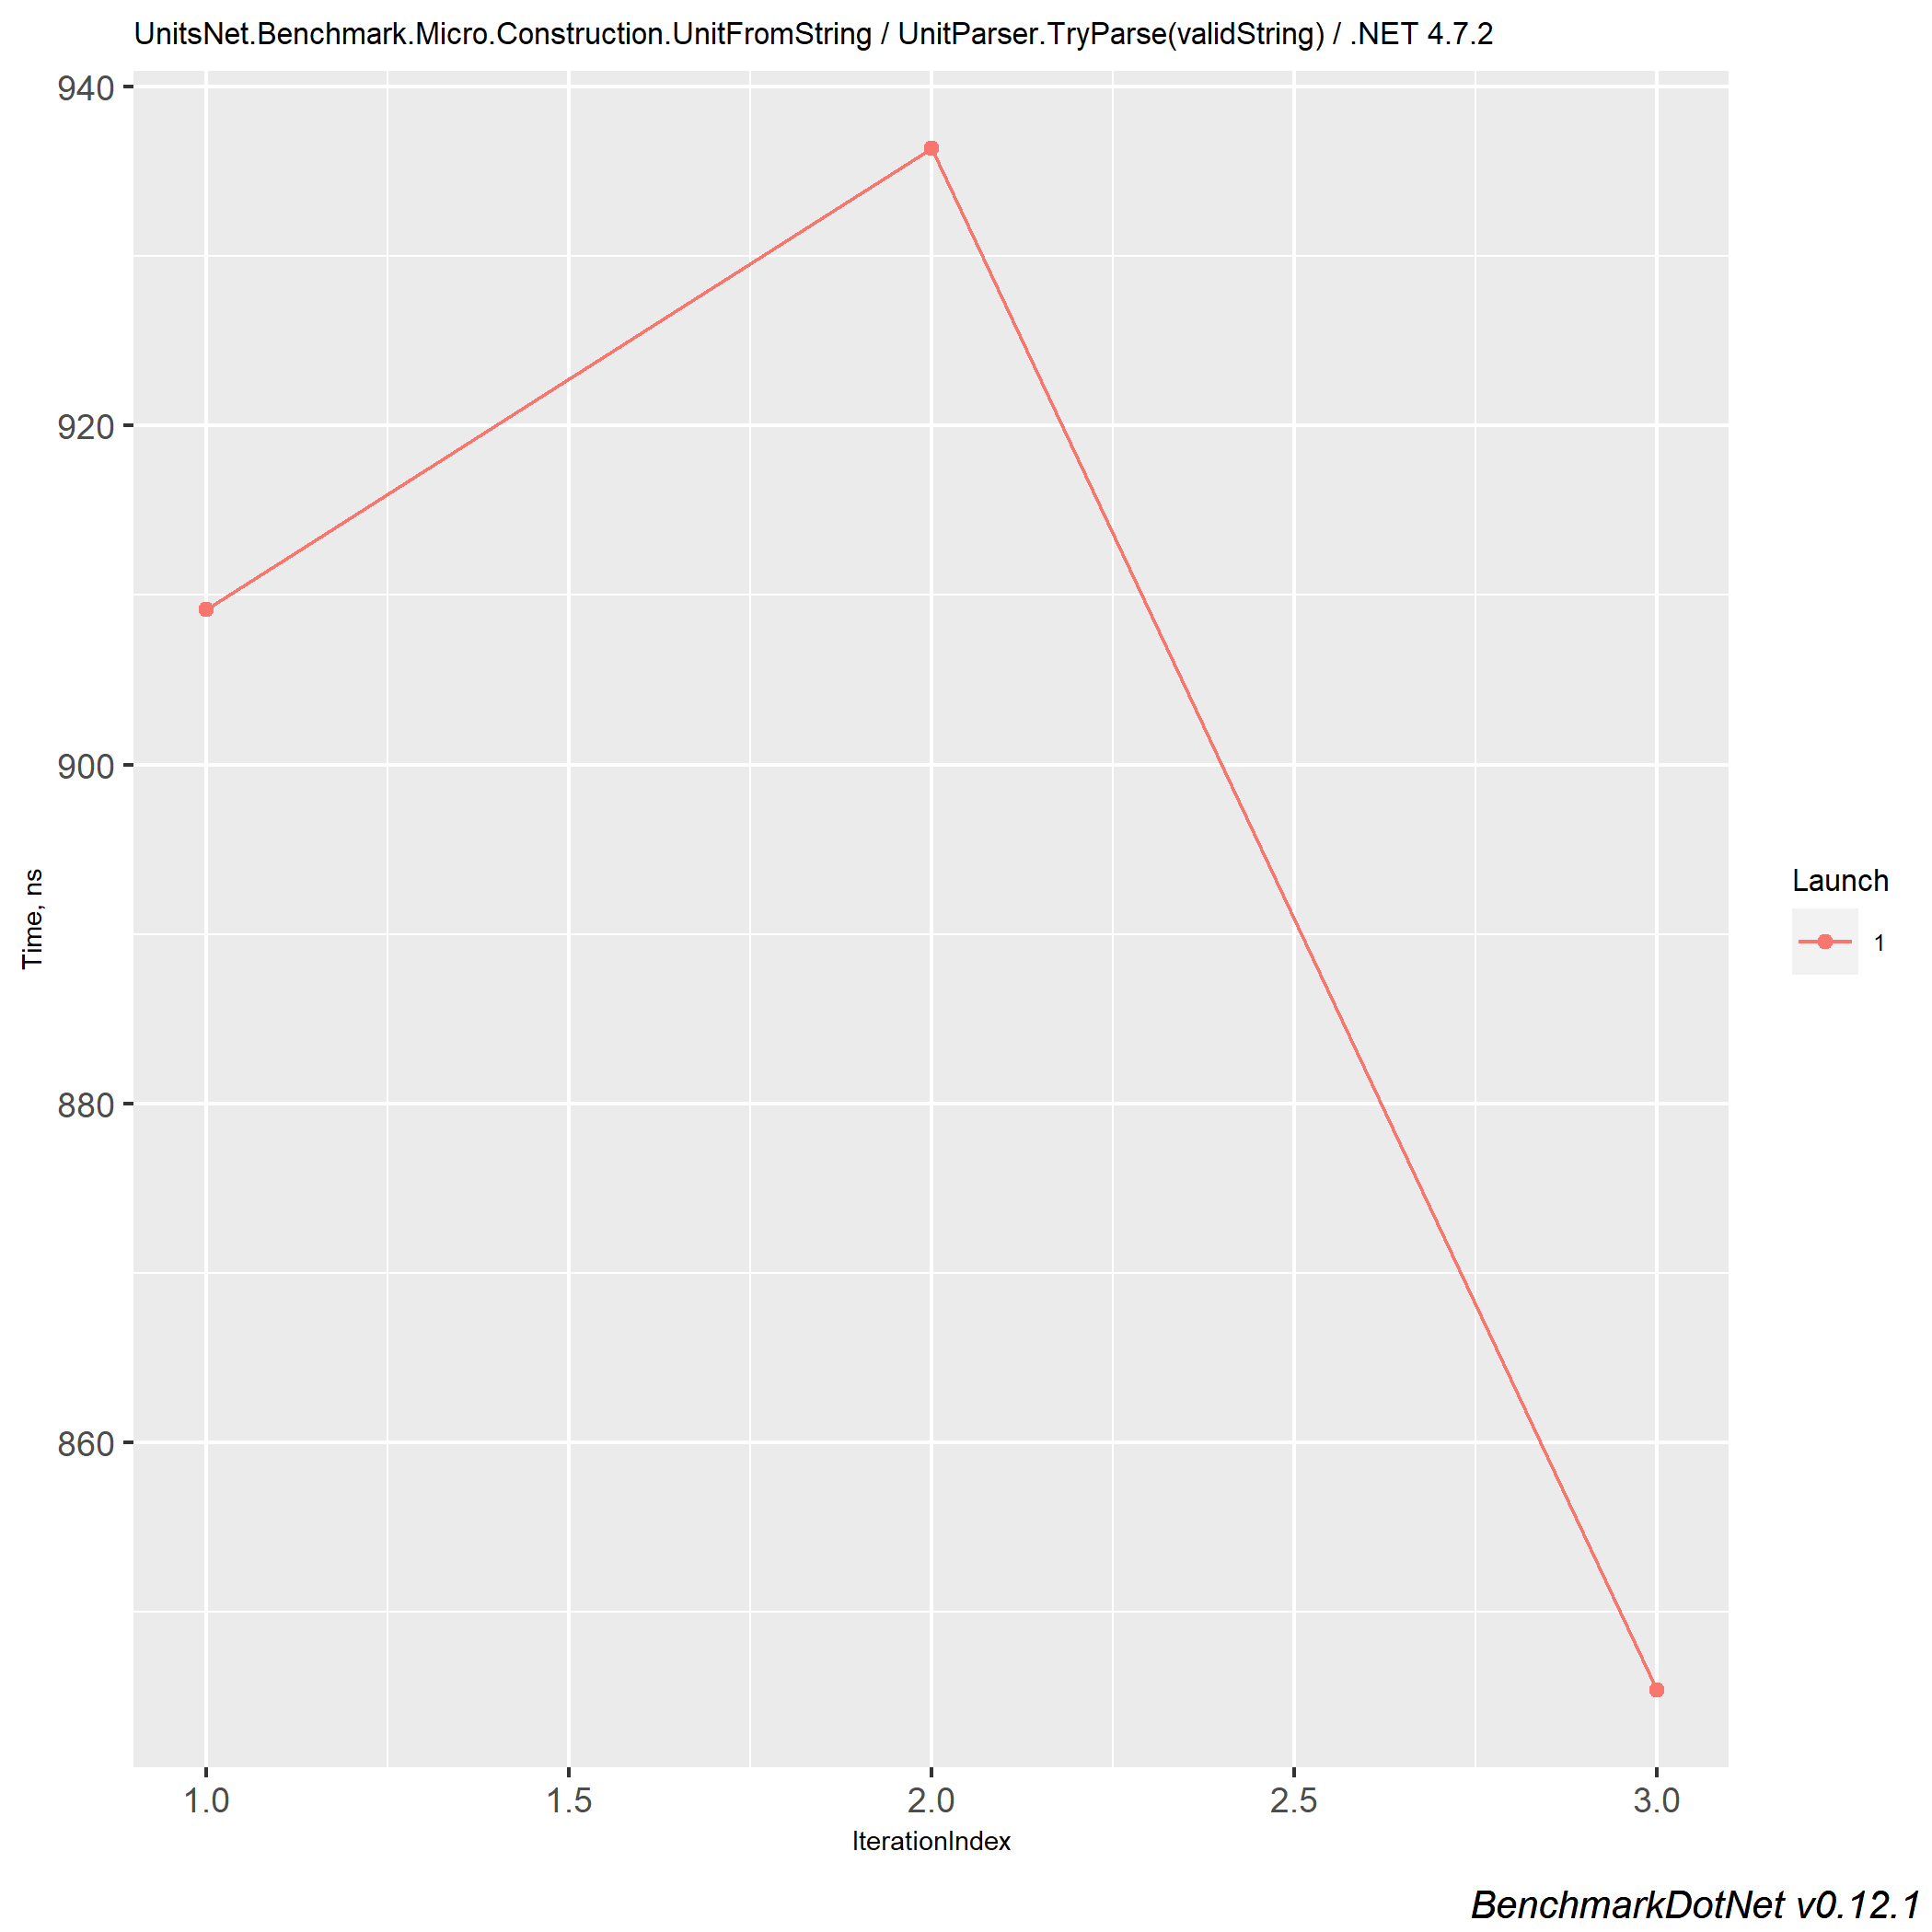 UnitsNet.Benchmark.Micro.Construction.UnitFromString / UnitParser.TryParse(validString) / .NET 4.7.2
940
920
900
880
860
Time, ns
1.0 1.5 2.0 2.5 3.0
IterationIndex
Launch
1
BenchmarkDotNet v0.12.1